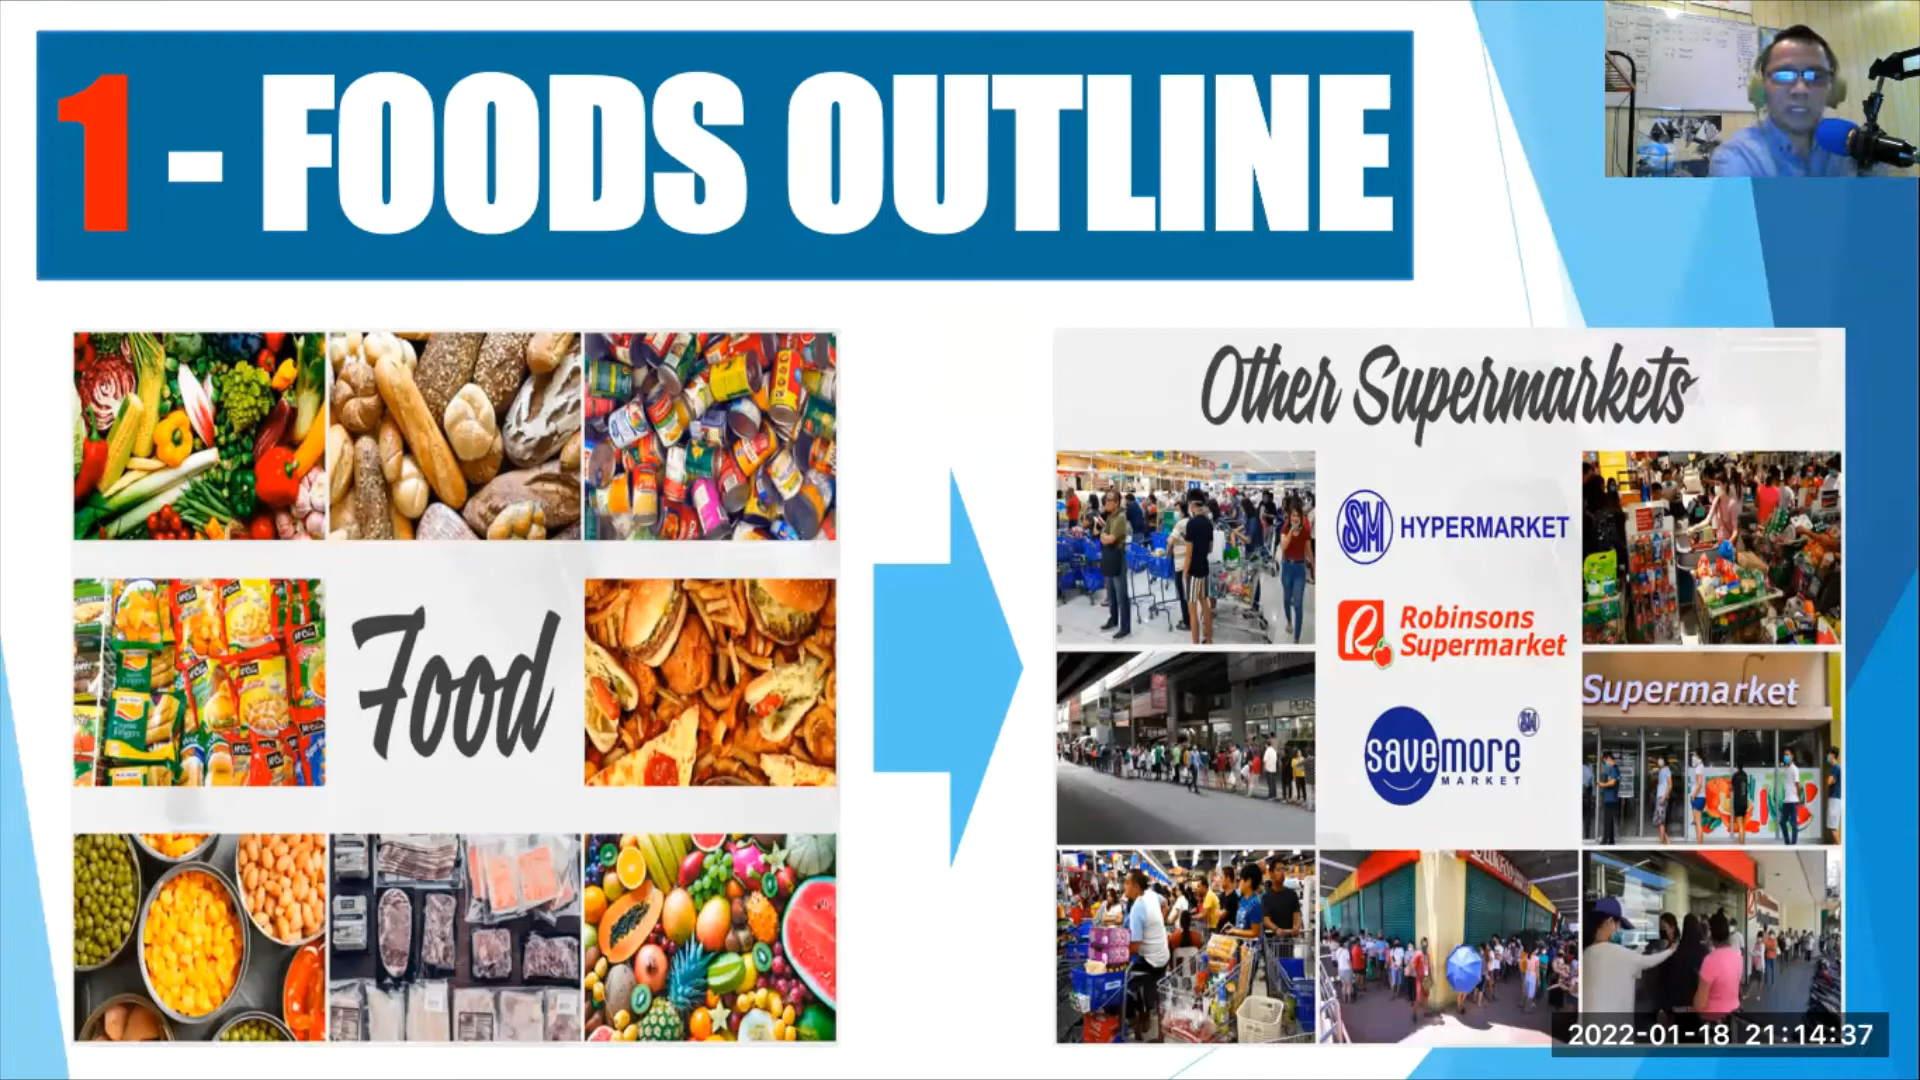 1 - FOODS OUTLINE
Food
Other Supermarkets
SM HYPERMARKET
Robinsons
Supermarket
savemore
SM
MARKET
Supermarket
2022-01-18 21:14:37